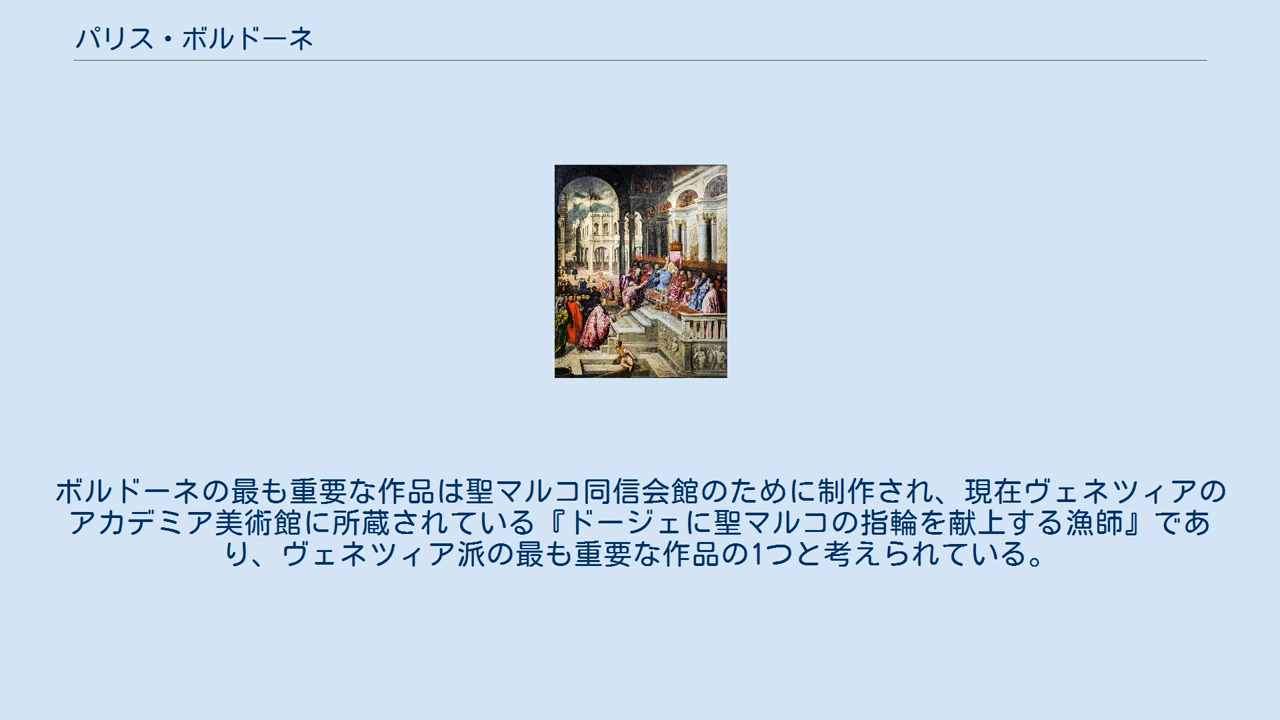 パリス・ボルドーネ
ボルドーネの最も重要な作品は聖マルコ同信会館のために制作され、現在ヴェネツィアの
アカデミア美術館に所蔵されている『ドージェに聖マルコの指輪を献上する漁師』であ
り、ヴェネツィア派の最も重要な作品の1つと考えられている。